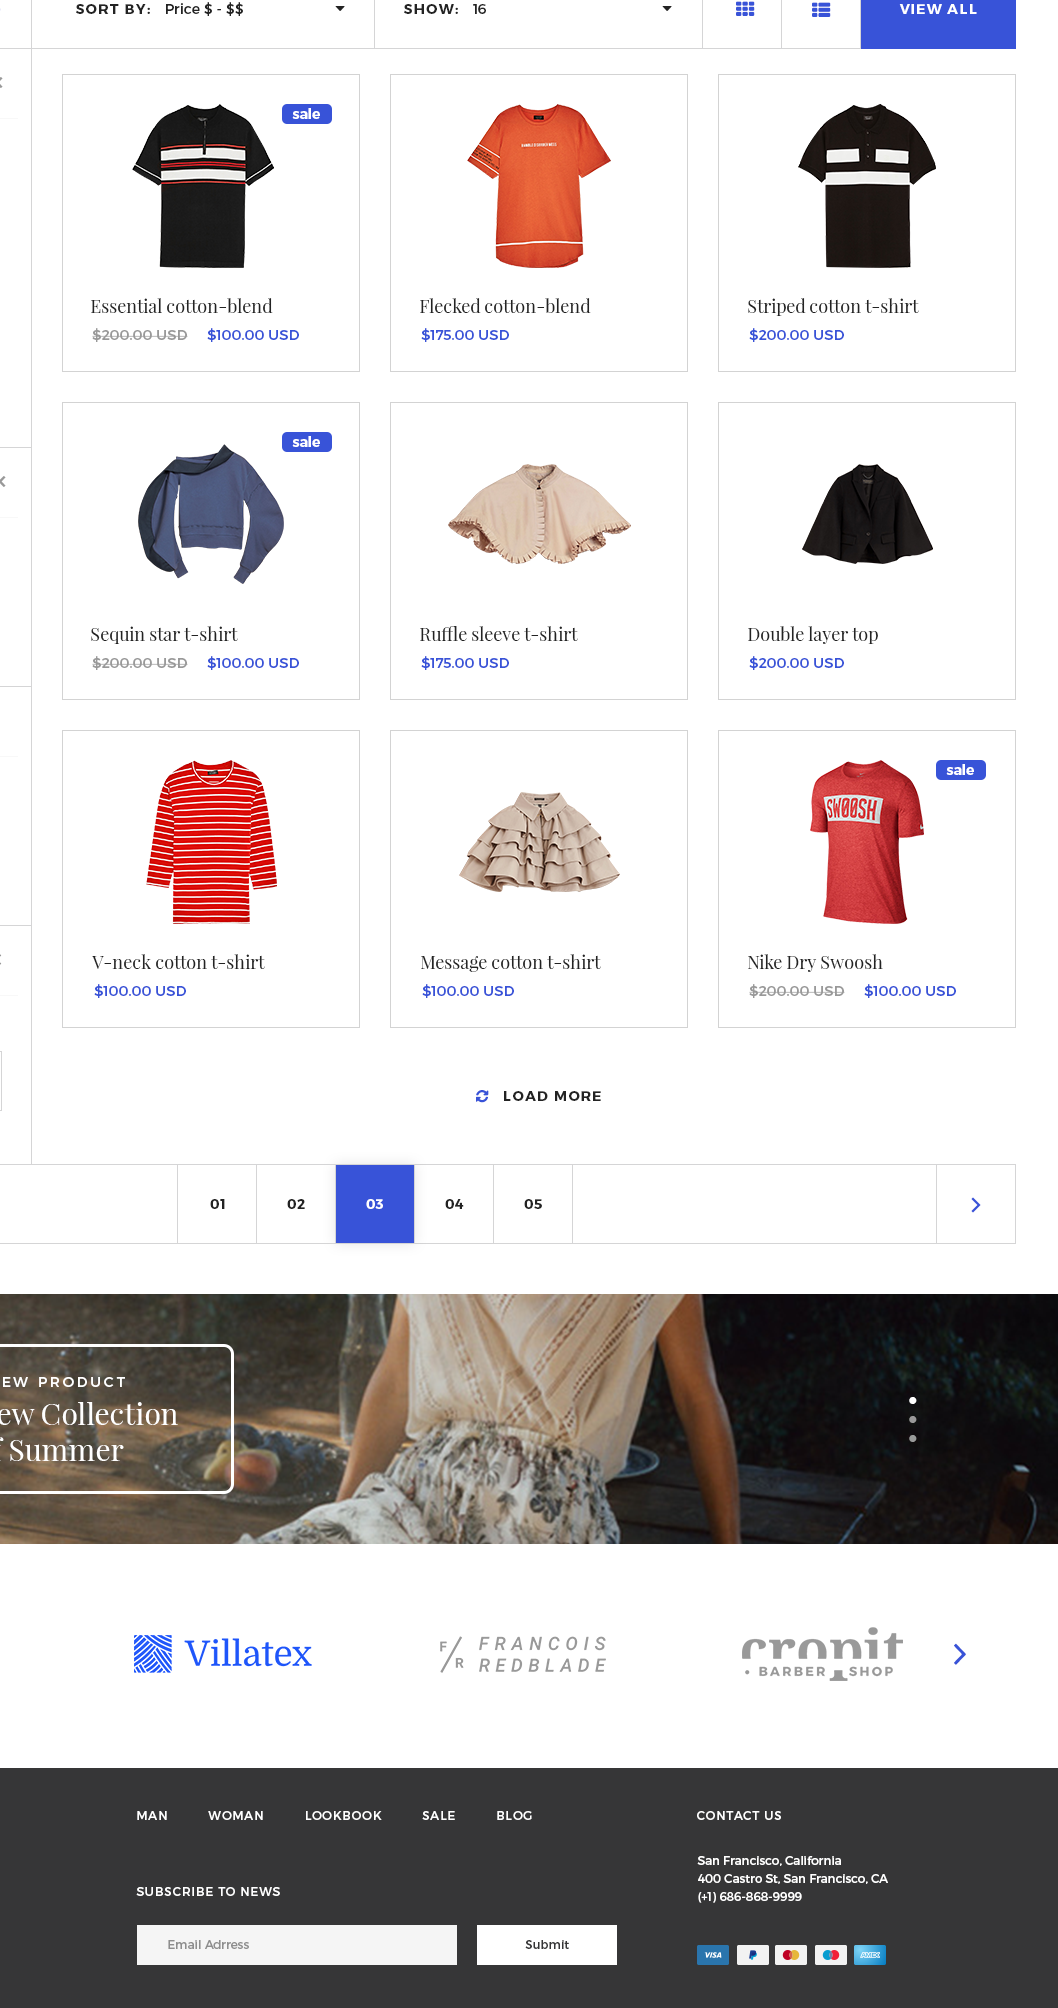 SORT BY: Price $ - $$
SHOW: 16
VIEW ALL
sale
Essential cotton-blend
$200.00 USD $100.00 USD
Flecked cotton-blend
$175.00 USD
Striped cotton t-shirt
$200.00 USD
sale
Sequin star t-shirt
$200.00 USD $100.00 USD
Ruffle sleeve t-shirt
$175.00 USD
Double layer top
$200.00 USD
V-neck cotton t-shirt
$100.00 USD
Message cotton t-shirt
$100.00 USD
sale
SWOOSH
Nike Dry Swoosh
$200.00 USD $100.00 USD
LOAD MORE
01 02 03 04 05
EW PRODUCT
ew Collection
f Summer
Villatex
F/R
FRANCOIS
REDBLADE
cropit
• BARBER SHOP
MAN WOMAN LOOKBOOK SALE BLOG
CONTACT US
San Francisco, California
400 Castro St, San Francisco, CA
(+1) 686-868-9999
SUBSCRIBE TO NEWS
Email Adrress
Submit
VISA
AMEX